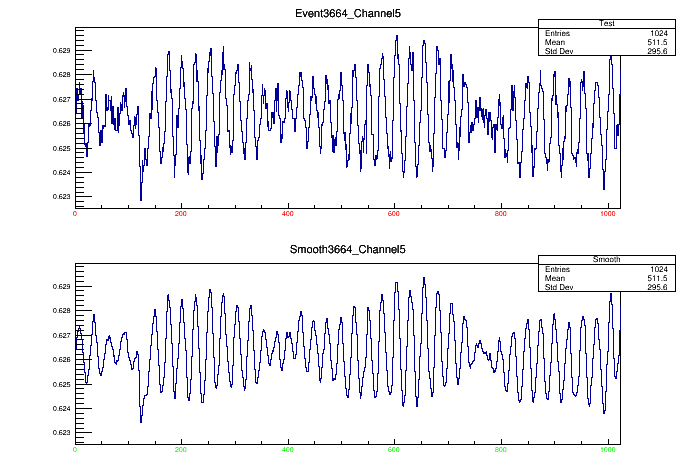 Event3664_Channel5
Test
Entries 1024
Mean 511.5
Std Dev 295.6
0.629
0.628
0.627
0.626
0.625
0.624
0.623
0 200 400 600 800 1000
Smooth3664_Channel5
Smooth
Entries 1024
Mean 511.5
Std Dev 295.6
0.629
0.628
0.627
0.626
0.625
0.624
0.623
0 200 400 600 800 1000